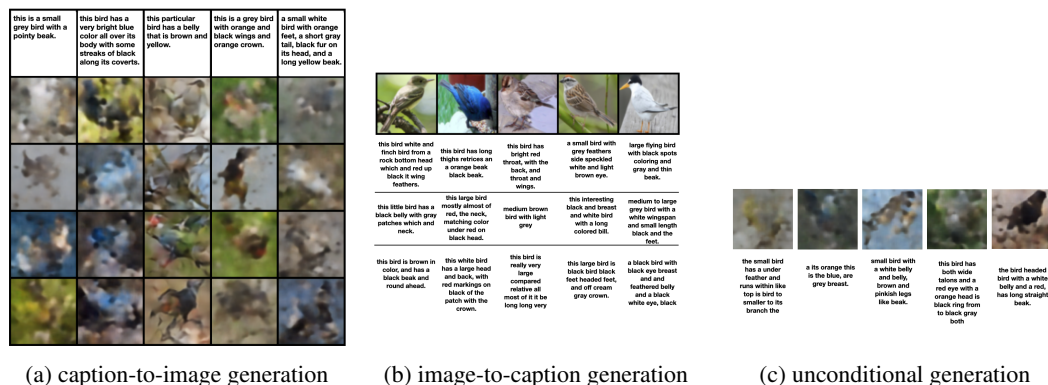 this is a small
grey bird with a
pointy beak.
this bird has a
very bright blue
color all over its
body with some
streaks of black
along its coverts.
this particular
bird has a belly
that is brown and
yellow.
this is a grey bird
with orange and
black wings and
orange crown.
a small white
bird with orange
feet, a short gray
tail, black fur on
its head, and a
long yellow beak.
(a) caption-to-image generation
this bird white and
finch bird from a
rock bottom head
which and red up
black it wing
feathers.
this bird has long
thighs retrices an
an orange beak
black beak.
this bird has
bright red
throat, with the
back, and
throat and
wings.
a small bird with
grey feathers
side speckled
white and light
brown eye.
large flying bird
with black spots
coloring and
gray and thin
beak.
this little bird has a
black belly with gray
patches which and
neck.
this large bird
mostly almost of
red, the neck,
matching color
under red on
black head.
medium brown
bird with light
grey
this interesting
black and breast
and white bird
with a long
colored bill.
medium to large
grey bird with a
white wingspan
and small length
black and the
feet.
this bird is brown in
color, and has a
black beak and
round ahead.
this white bird
has a large head
and back, with
red markings on
black of the
patch with the
crown.
this bird is
really very
large
compared
relative all
most of it it be
long long very
this large bird is
black bird black
feet headed feet,
and off cream
gray crown.
a black bird with
black eye breast
and and
feathered belly
and a black
white eye, black
(b) image-to-caption generation
the small bird
has a under
feather and
runs within like
top is bird to
smaller to its
branch the
a its orange this
is the blue, are
grey breast.
small bird with
a white belly
and belly,
brown and
pinkish legs
like beak.
this bird has
both wide
talons and a
red eye with a
orange head is
black ring from
to black gray
both
the bird headed
bird with a white
belly and a red,
has long straight
beak.
(c) unconditional generation